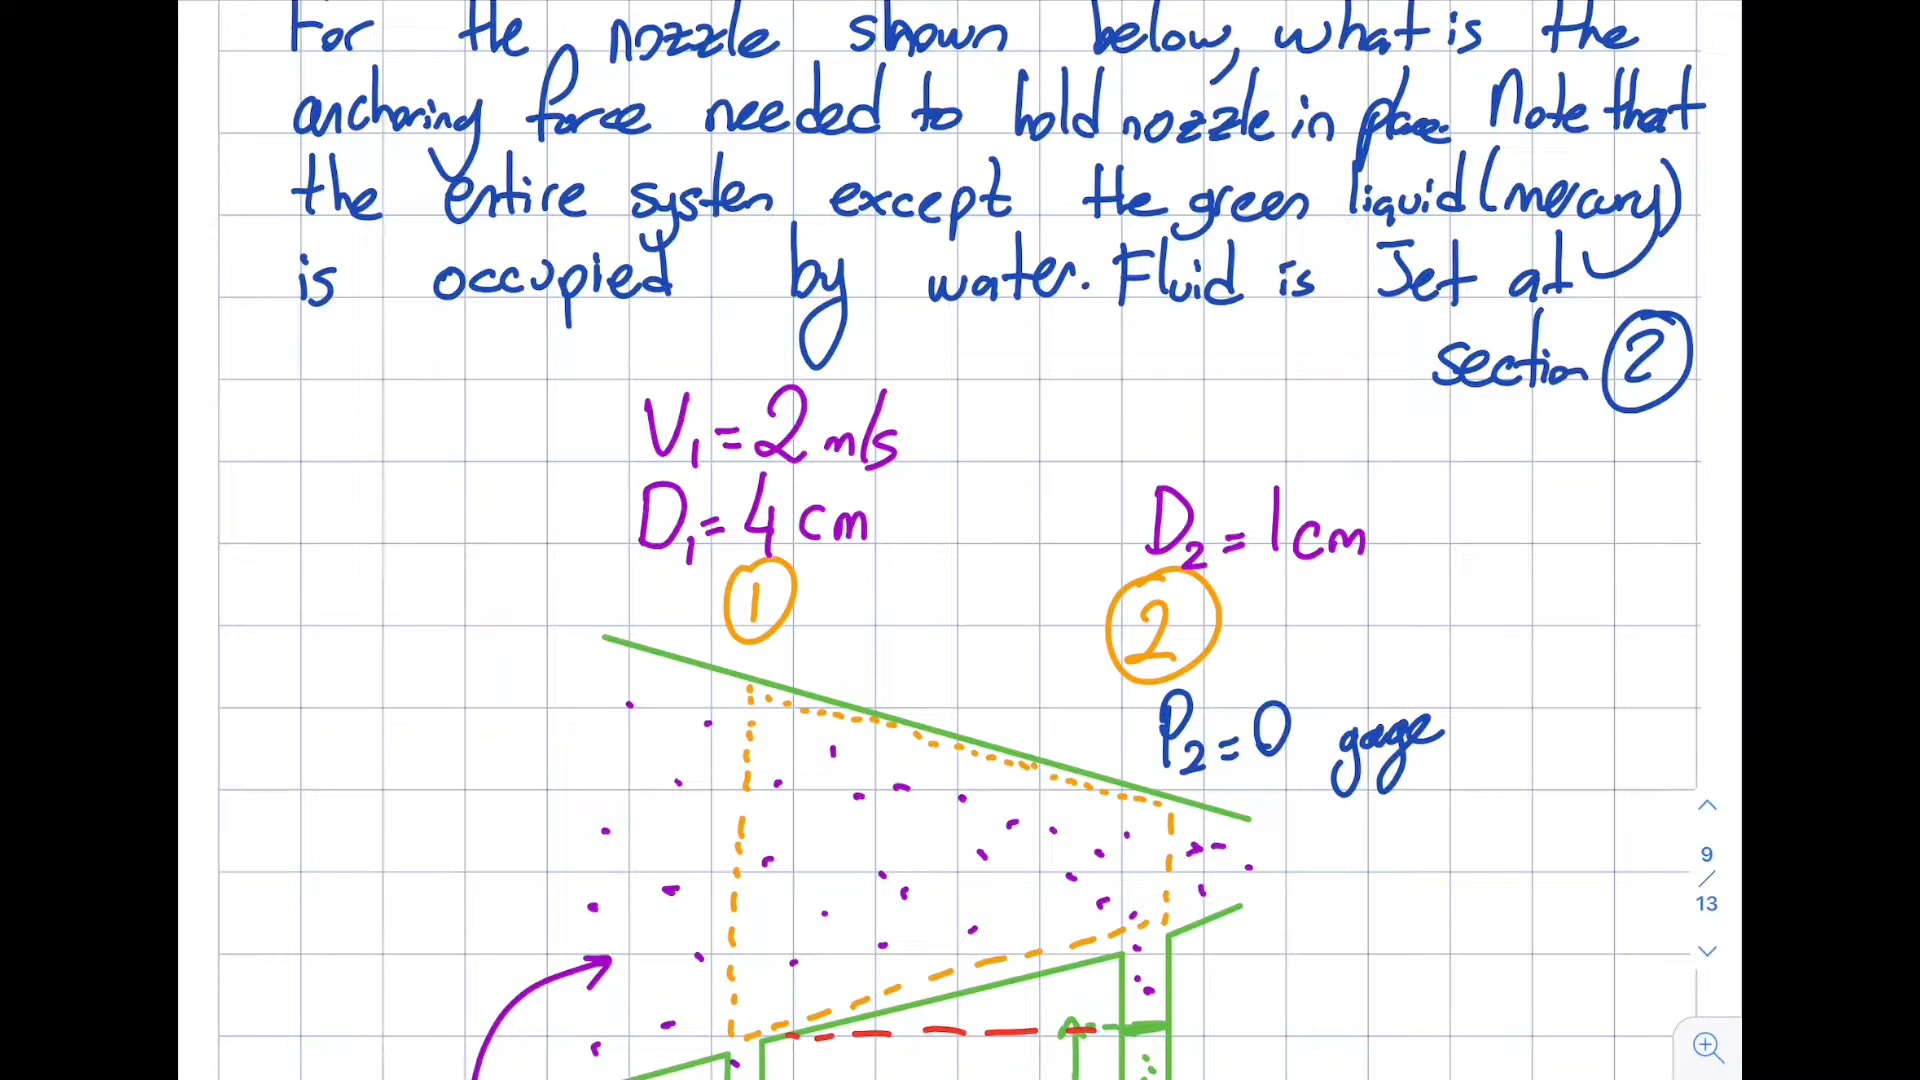 For the nozzle shown below, what is the
anchoring force needed to hold nozzle in place. Note that
the entire system except the green liquid (mercury)
is occupied by water. Fluid is Jet at
section 2
V₁ = 2 m/s
D₁ = 4 cm
D₂ = 1 cm
1
2
P₂ = 0 gage
9
/
13